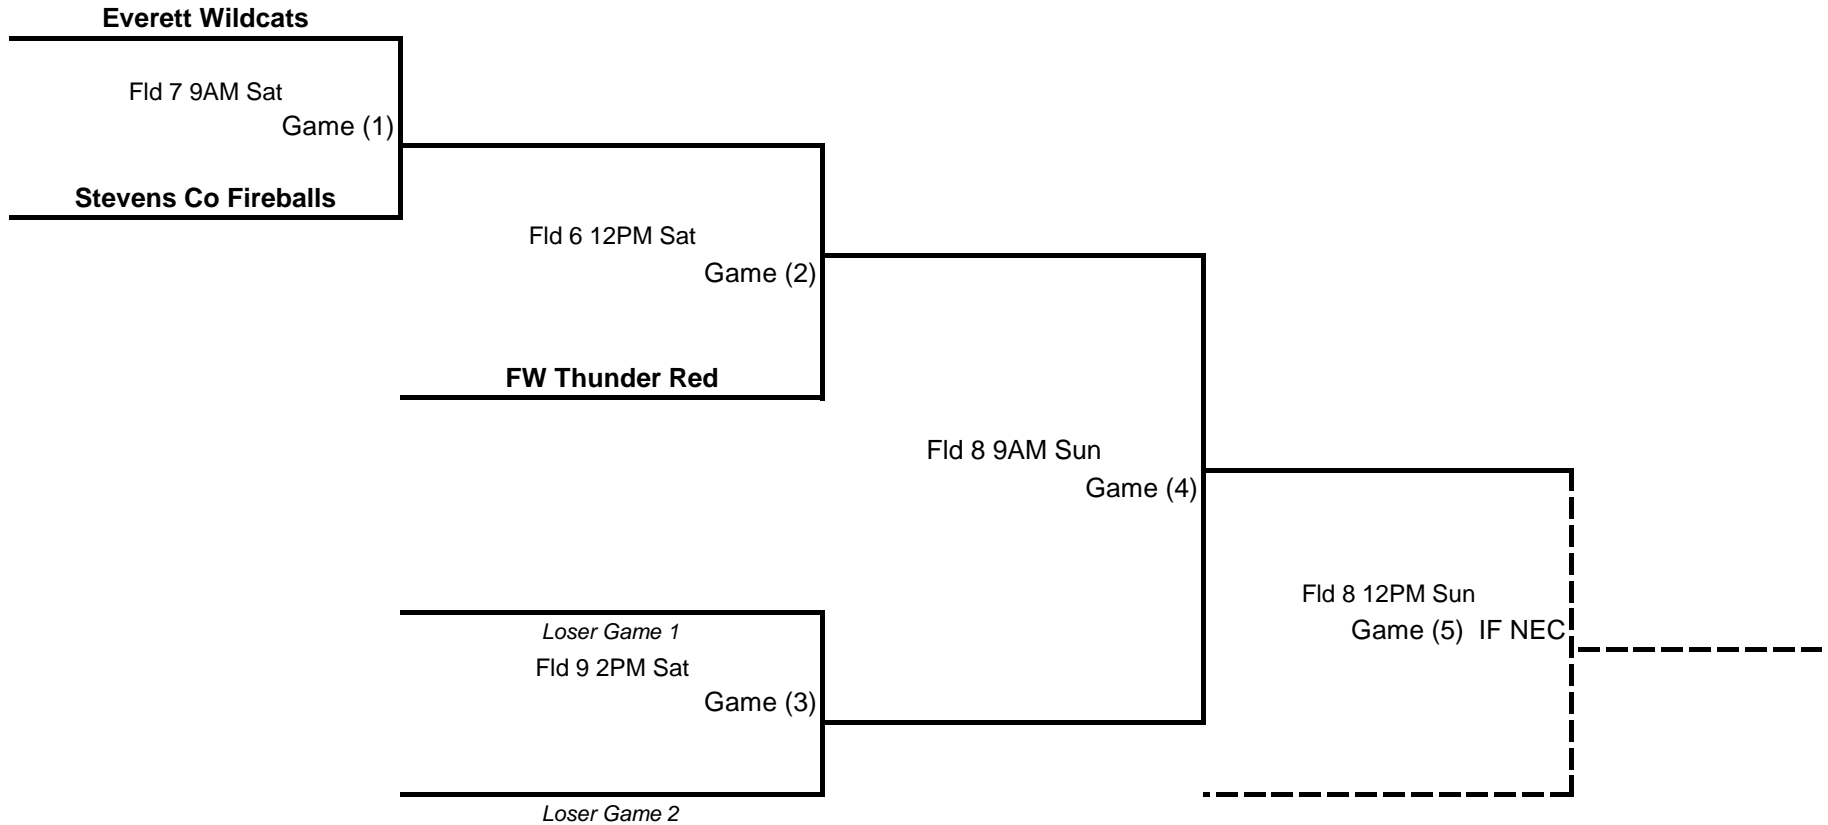 Everett Wildcats
Fld 7 9AM Sat
Game (1)
Stevens Co Fireballs
Fld 6 12PM Sat
Game (2)
FW Thunder Red
Fld 8 9AM Sun
Game (4)
Fld 8 12PM Sun
Game (5)  IF NEC
Loser Game 1
Fld 9 2PM Sat
Game (3)
Loser Game 2